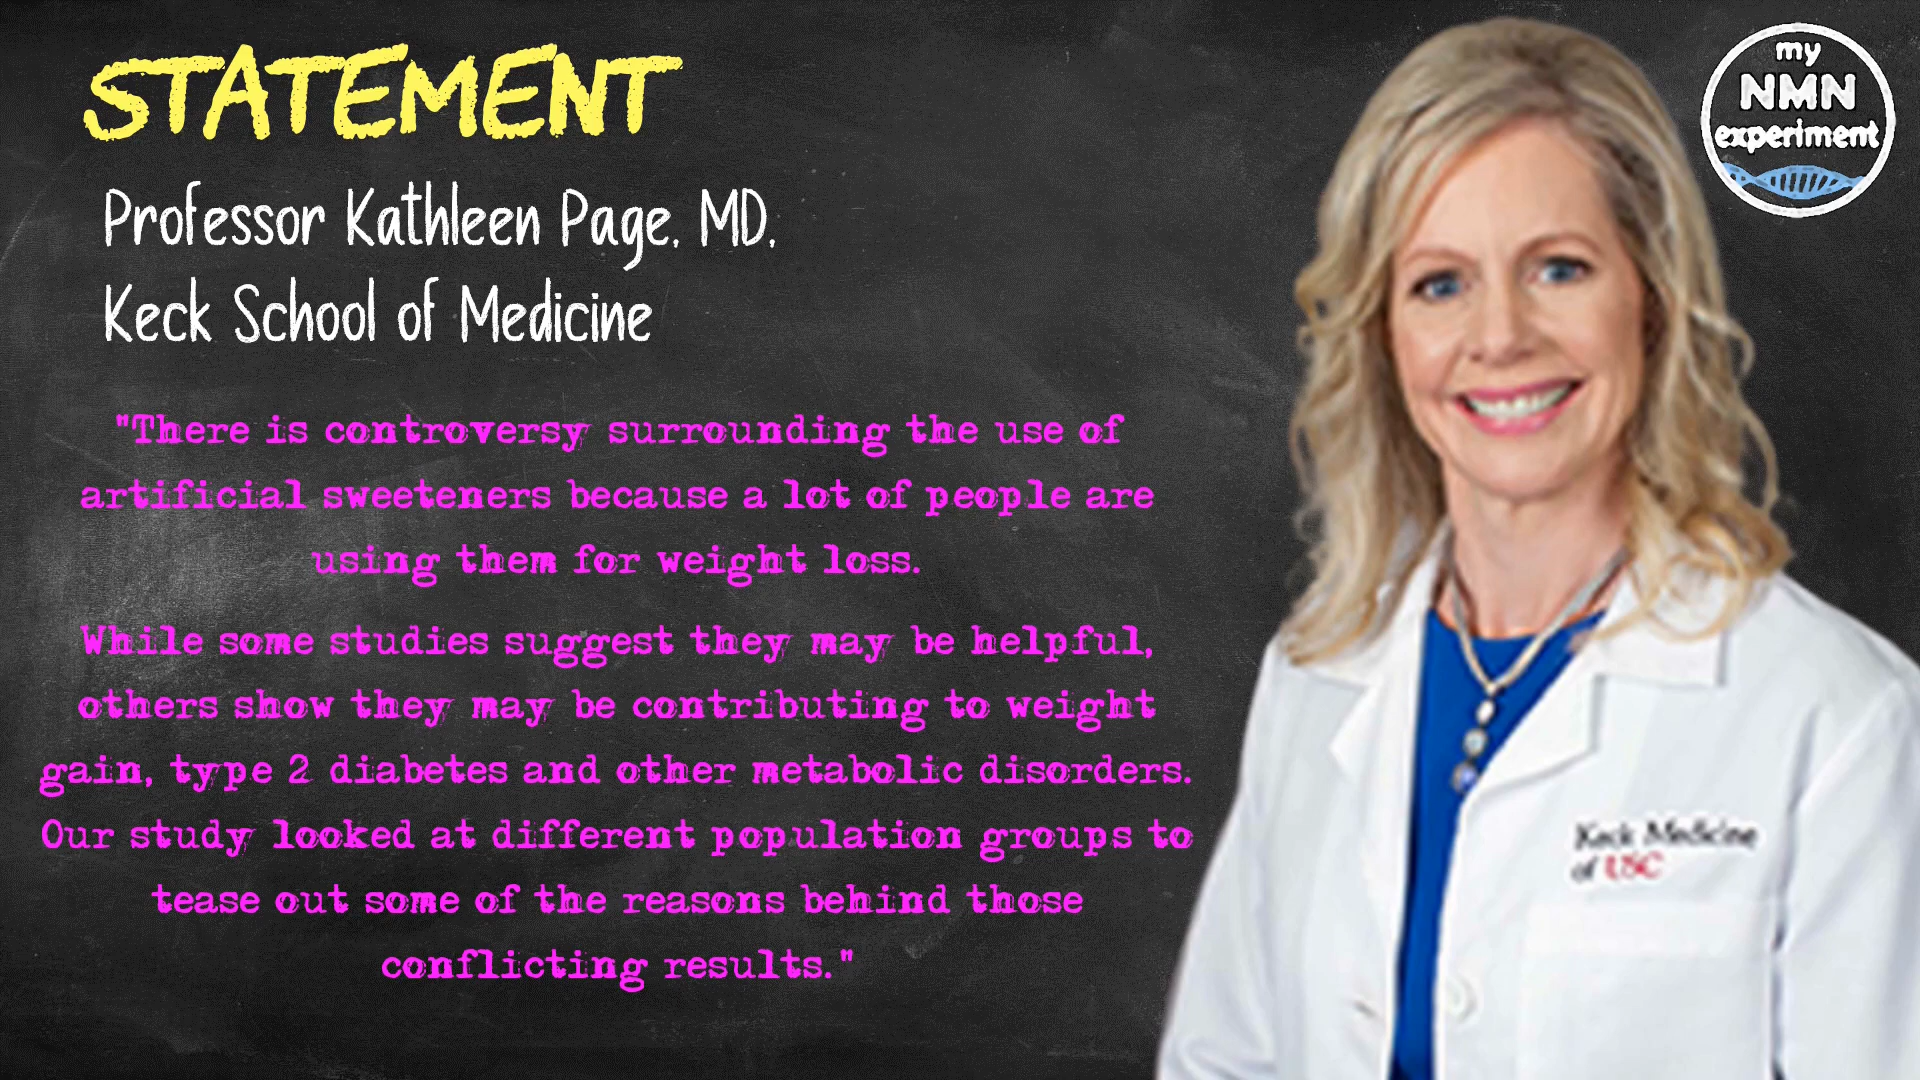 STATEMENT
Professor Kathleen Page, MD,
Keck School of Medicine
"There is controversy surrounding the use of
artificial sweeteners because a lot of people are
using them for weight loss.
While some studies suggest they may be helpful,
others show they may be contributing to weight
gain, type 2 diabetes and other metabolic disorders.
Our study looked at different population groups to
tease out some of the reasons behind those
conflicting results."
my
NMN
experiment
Keck Medicine
of USC